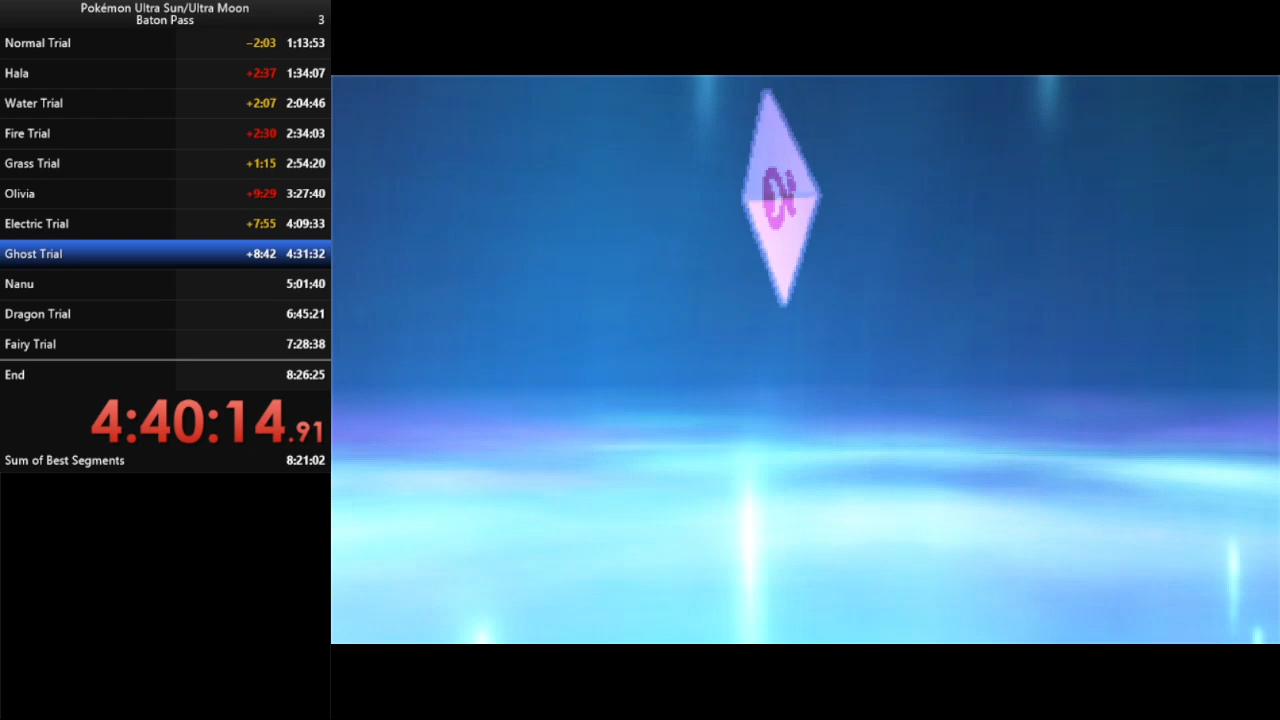 Pokémon Ultra Sun/Ultra Moon
Baton Pass 3
Normal Trial −2:03 1:13:53
Hala +2:37 1:34:07
Water Trial +2:07 2:04:46
Fire Trial +2:30 2:34:03
Grass Trial +1:15 2:54:20
Olivia +9:29 3:27:40
Electric Trial +7:55 4:09:33
Ghost Trial +8:42 4:31:32
Nanu 5:01:40
Dragon Trial 6:45:21
Fairy Trial 7:28:38
End 8:26:25
4:40:14.91
Sum of Best Segments 8:21:02